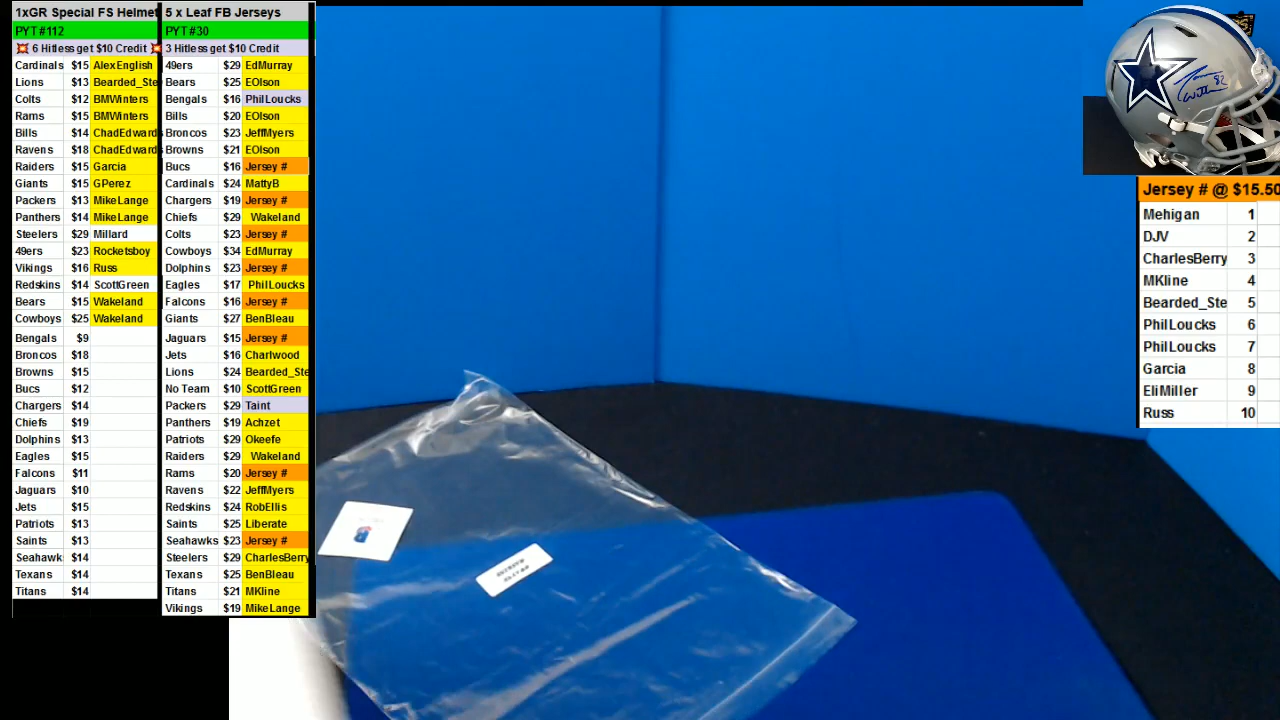 1xGR Special FS Helmet
PYT #112
6 Hitless get $10 Credit
Cardinals $15 AlexEnglish
Lions $13 Bearded_Ste
Colts $12 BMWinters
Rams $15 BMWinters
Bills $14 ChadEdwards
Ravens $18 ChadEdwards
Raiders $15 Garcia
Giants $15 GPerez
Packers $13 MikeLange
Panthers $14 MikeLange
Steelers $29 Millard
49ers $23 Rocketsboy
Vikings $16 Russ
Redskins $14 ScottGreen
Bears $15 Wakeland
Cowboys $25 Wakeland
Bengals $9
Broncos $18
Browns $15
Bucs $12
Chargers $14
Chiefs $19
Dolphins $13
Eagles $15
Falcons $11
Jaguars $10
Jets $15
Patriots $13
Saints $13
Seahawk $14
Texans $14
Titans $14
5 x Leaf FB Jerseys
PYT #30
3 Hitless get $10 Credit
49ers $29 EdMurray
Bears $25 EOlson
Bengals $16 PhilLoucks
Bills $20 EOlson
Broncos $23 JeffMyers
Browns $21 EOlson
Bucs $16 Jersey #
Cardinals $24 MattyB
Chargers $19 Jersey #
Chiefs $29 Wakeland
Colts $23 Jersey #
Cowboys $34 EdMurray
Dolphins $23 Jersey #
Eagles $17 PhilLoucks
Falcons $16 Jersey #
Giants $27 BenBleau
Jaguars $15 Jersey #
Jets $16 Charlwood
Lions $24 Bearded_Ste
No Team $10 ScottGreen
Packers $29 Taint
Panthers $19 Achzet
Patriots $29 Okeefe
Raiders $29 Wakeland
Rams $20 Jersey #
Ravens $22 JeffMyers
Redskins $24 RobEllis
Saints $25 Liberate
Seahawks $23 Jersey #
Steelers $29 CharlesBerry
Texans $25 BenBleau
Titans $21 MKline
Vikings $19 MikeLange
Jersey # @ $15.50
Mehigan 1
DJV 2
CharlesBerry 3
MKline 4
Bearded_Ste 5
PhilLoucks 6
PhilLoucks 7
Garcia 8
EliMiller 9
Russ 10